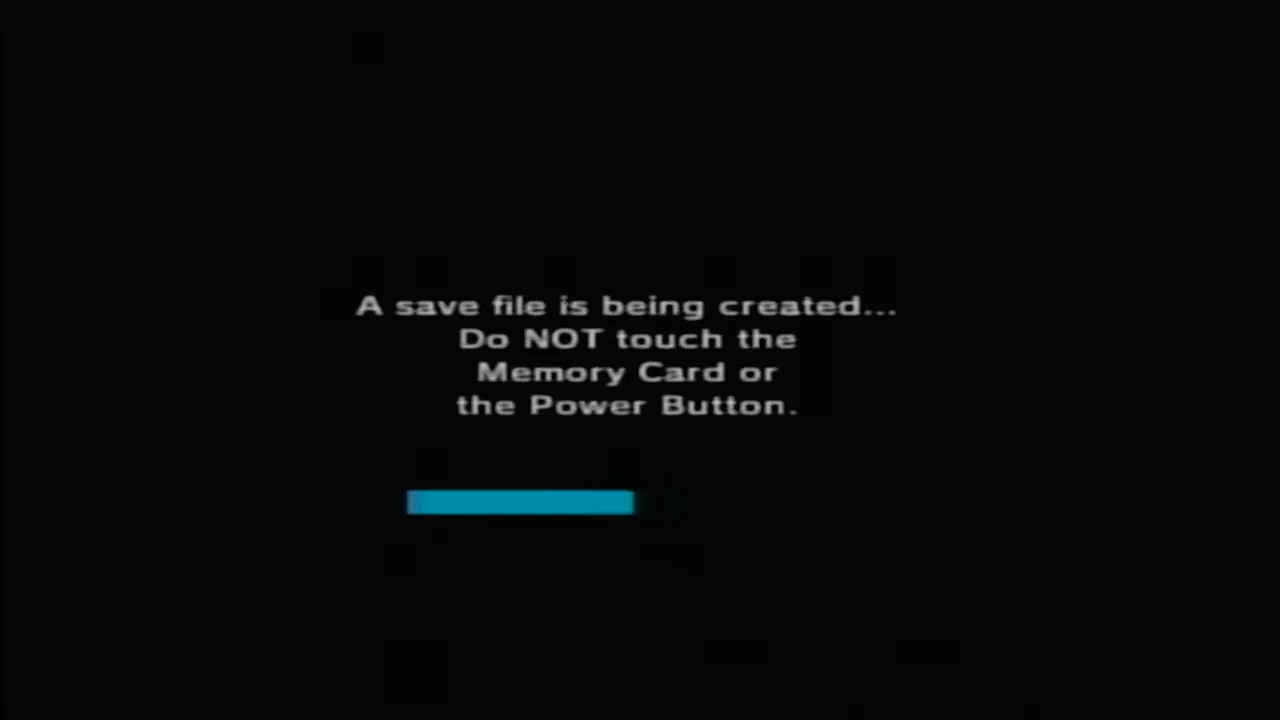 A save file is being created...
Do NOT touch the
Memory Card or
the Power Button.